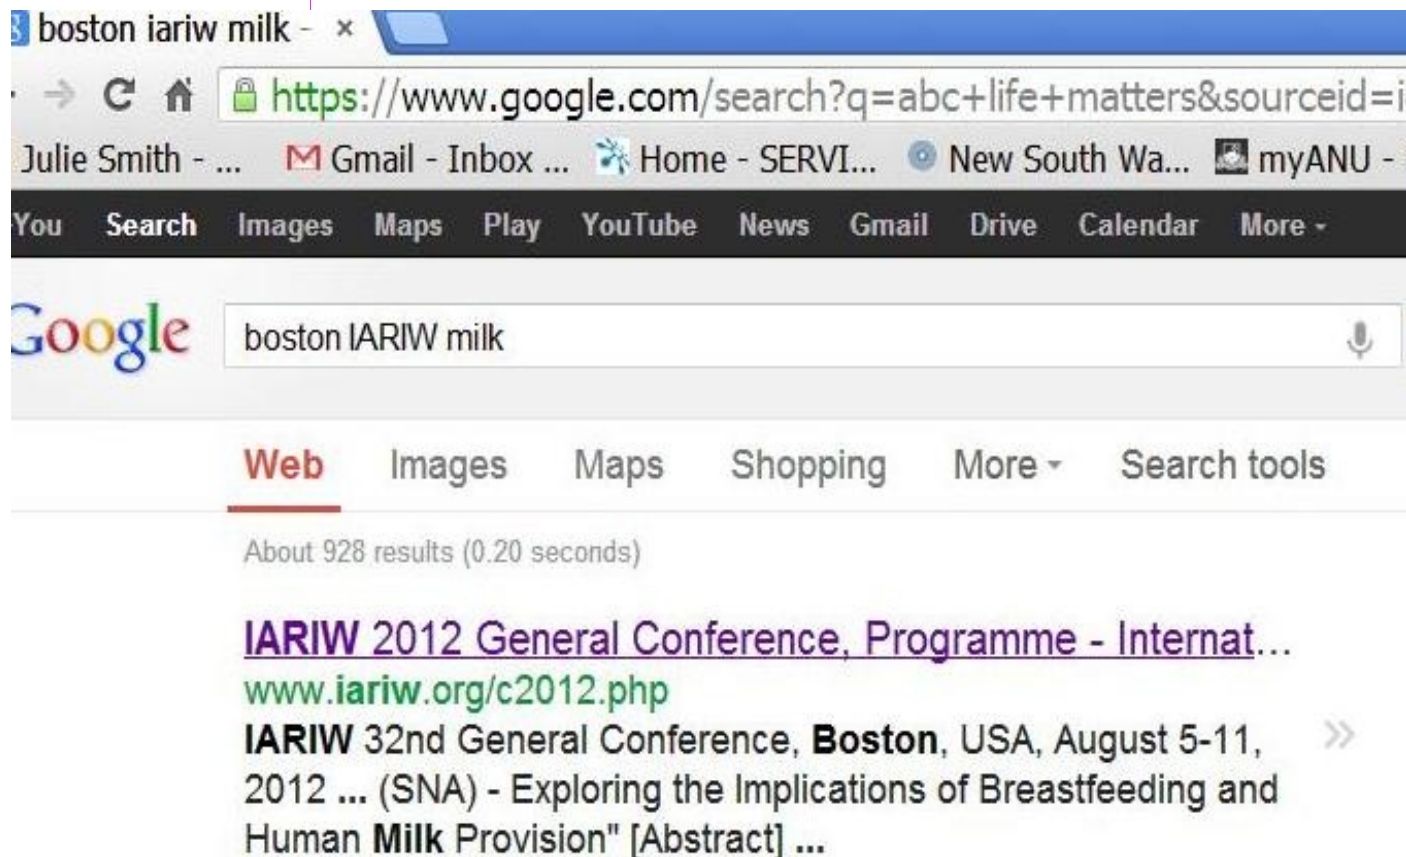 boston iariw milk - ×
https://www.google.com/search?q=abc+life+matters&sourceid=i
Julie Smith - ... Gmail - Inbox ... Home - SERVI... New South Wa... myANU -
You Search Images Maps Play YouTube News Gmail Drive Calendar More
Google boston IARIW milk
Web Images Maps Shopping More Search tools
About 928 results (0.20 seconds)
IARIW 2012 General Conference, Programme - Internat...
www.iariw.org/c2012.php
IARIW 32nd General Conference, Boston, USA, August 5-11,
2012 ... (SNA) - Exploring the Implications of Breastfeeding and
Human Milk Provision" [Abstract] ...